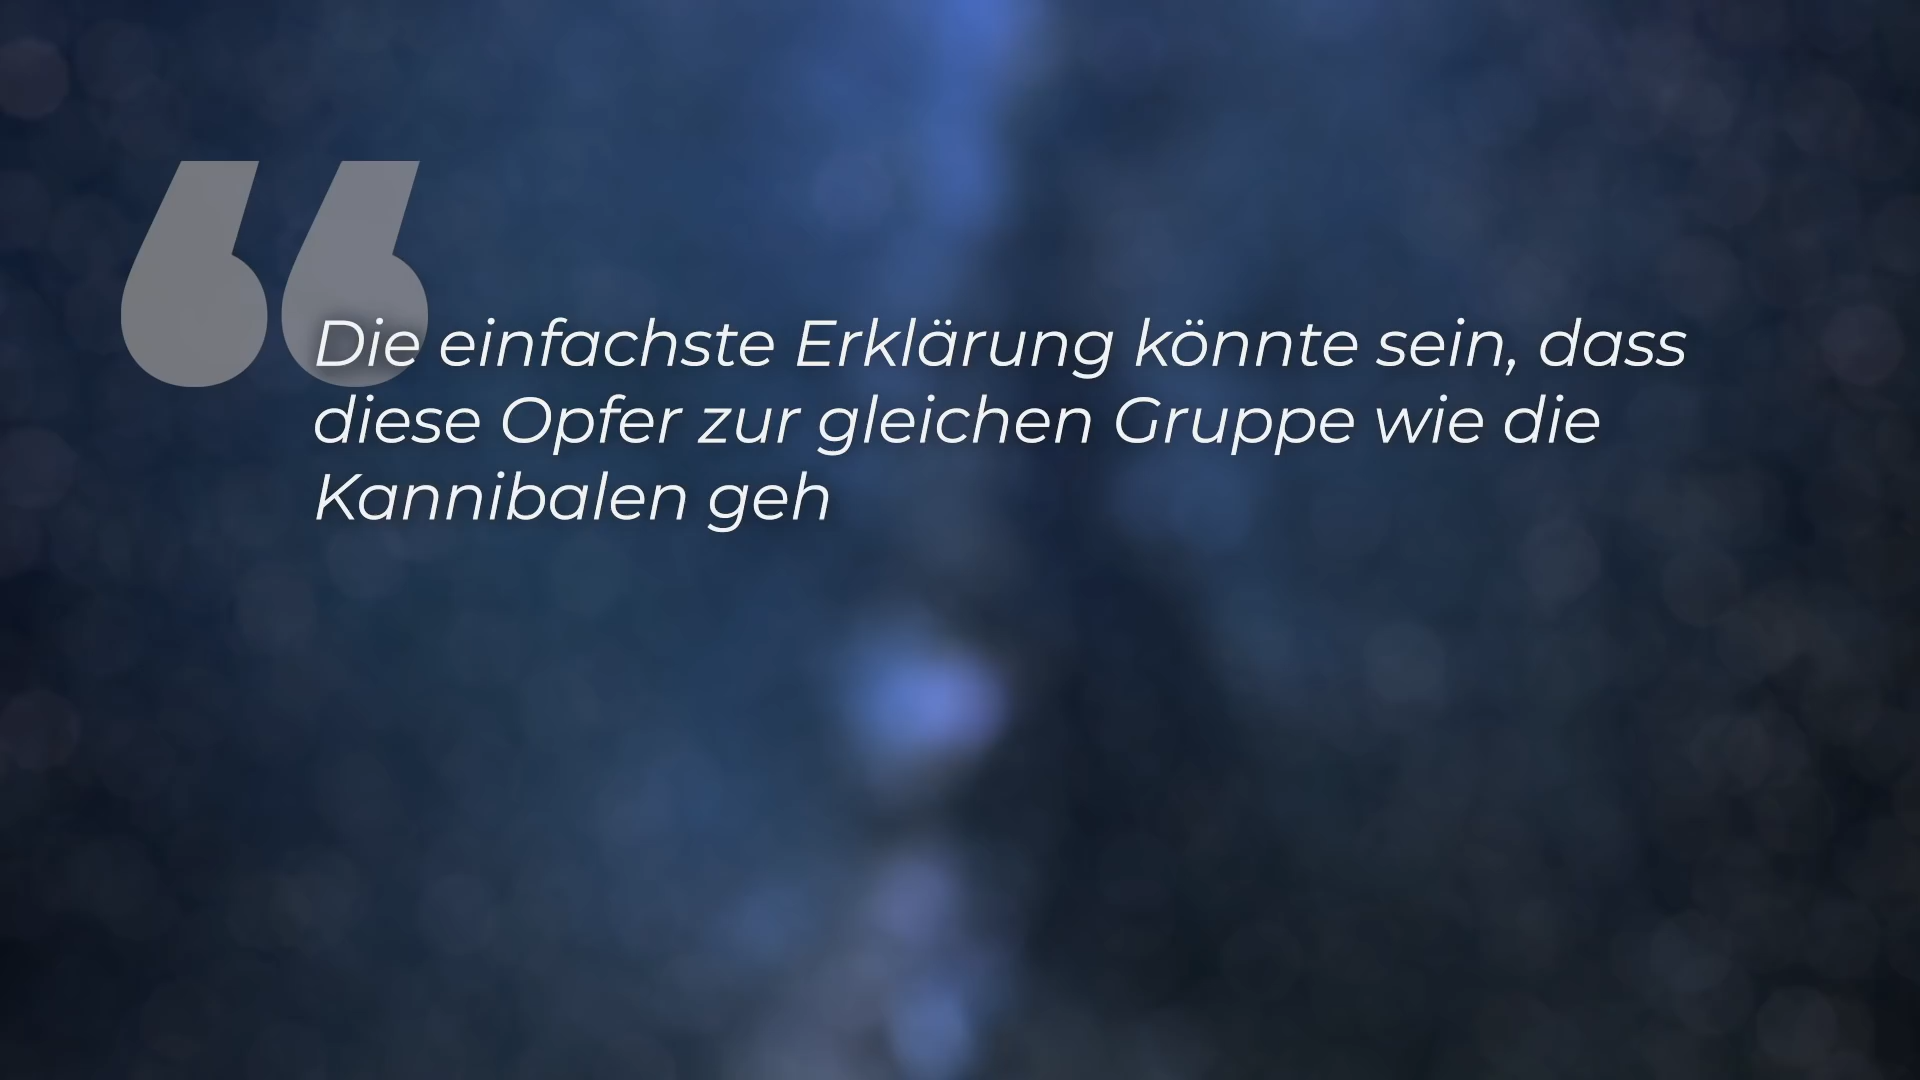 Die einfachste Erklärung könnte sein, dass
diese Opfer zur gleichen Gruppe wie die
Kannibalen geh